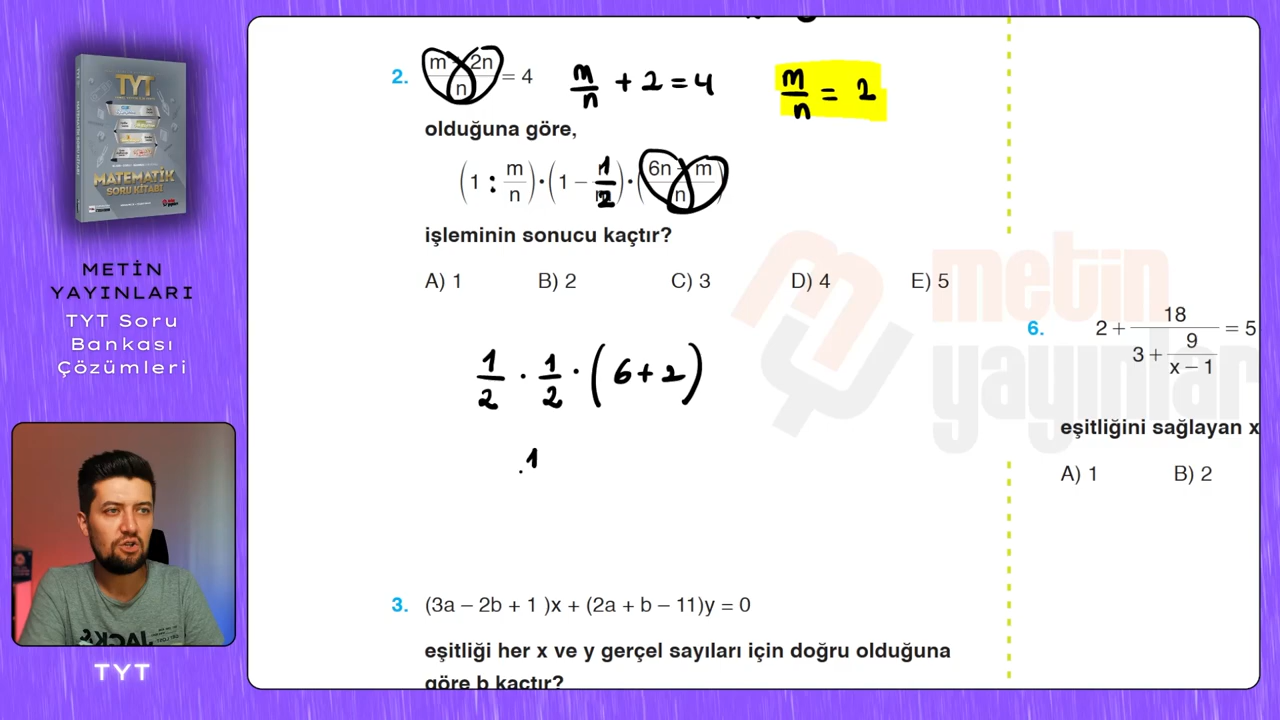 TYT
MATEMATİK
SORU KİTABI
METİN
YAYINLARI
TYT Soru
Bankası
Çözümleri
TYT
2. m + 2n / n = 4
m/n + 2 = 4
m/n = 2
olduğuna göre,
(1 : m/n) · (1 – 1/2) · (6n + m / n)
işleminin sonucu kaçtır?
A) 1 B) 2 C) 3 D) 4 E) 5
1/2 · 1/2 · (6+2)
1
3. (3a – 2b + 1 )x + (2a + b – 11)y = 0
eşitliği her x ve y gerçel sayıları için doğru olduğuna
göre b kaçtır?
metin
yayınlar
6. 2 + 18 / 3 + 9 / x – 1 = 5
eşitliğini sağlayan x
A) 1 B) 2